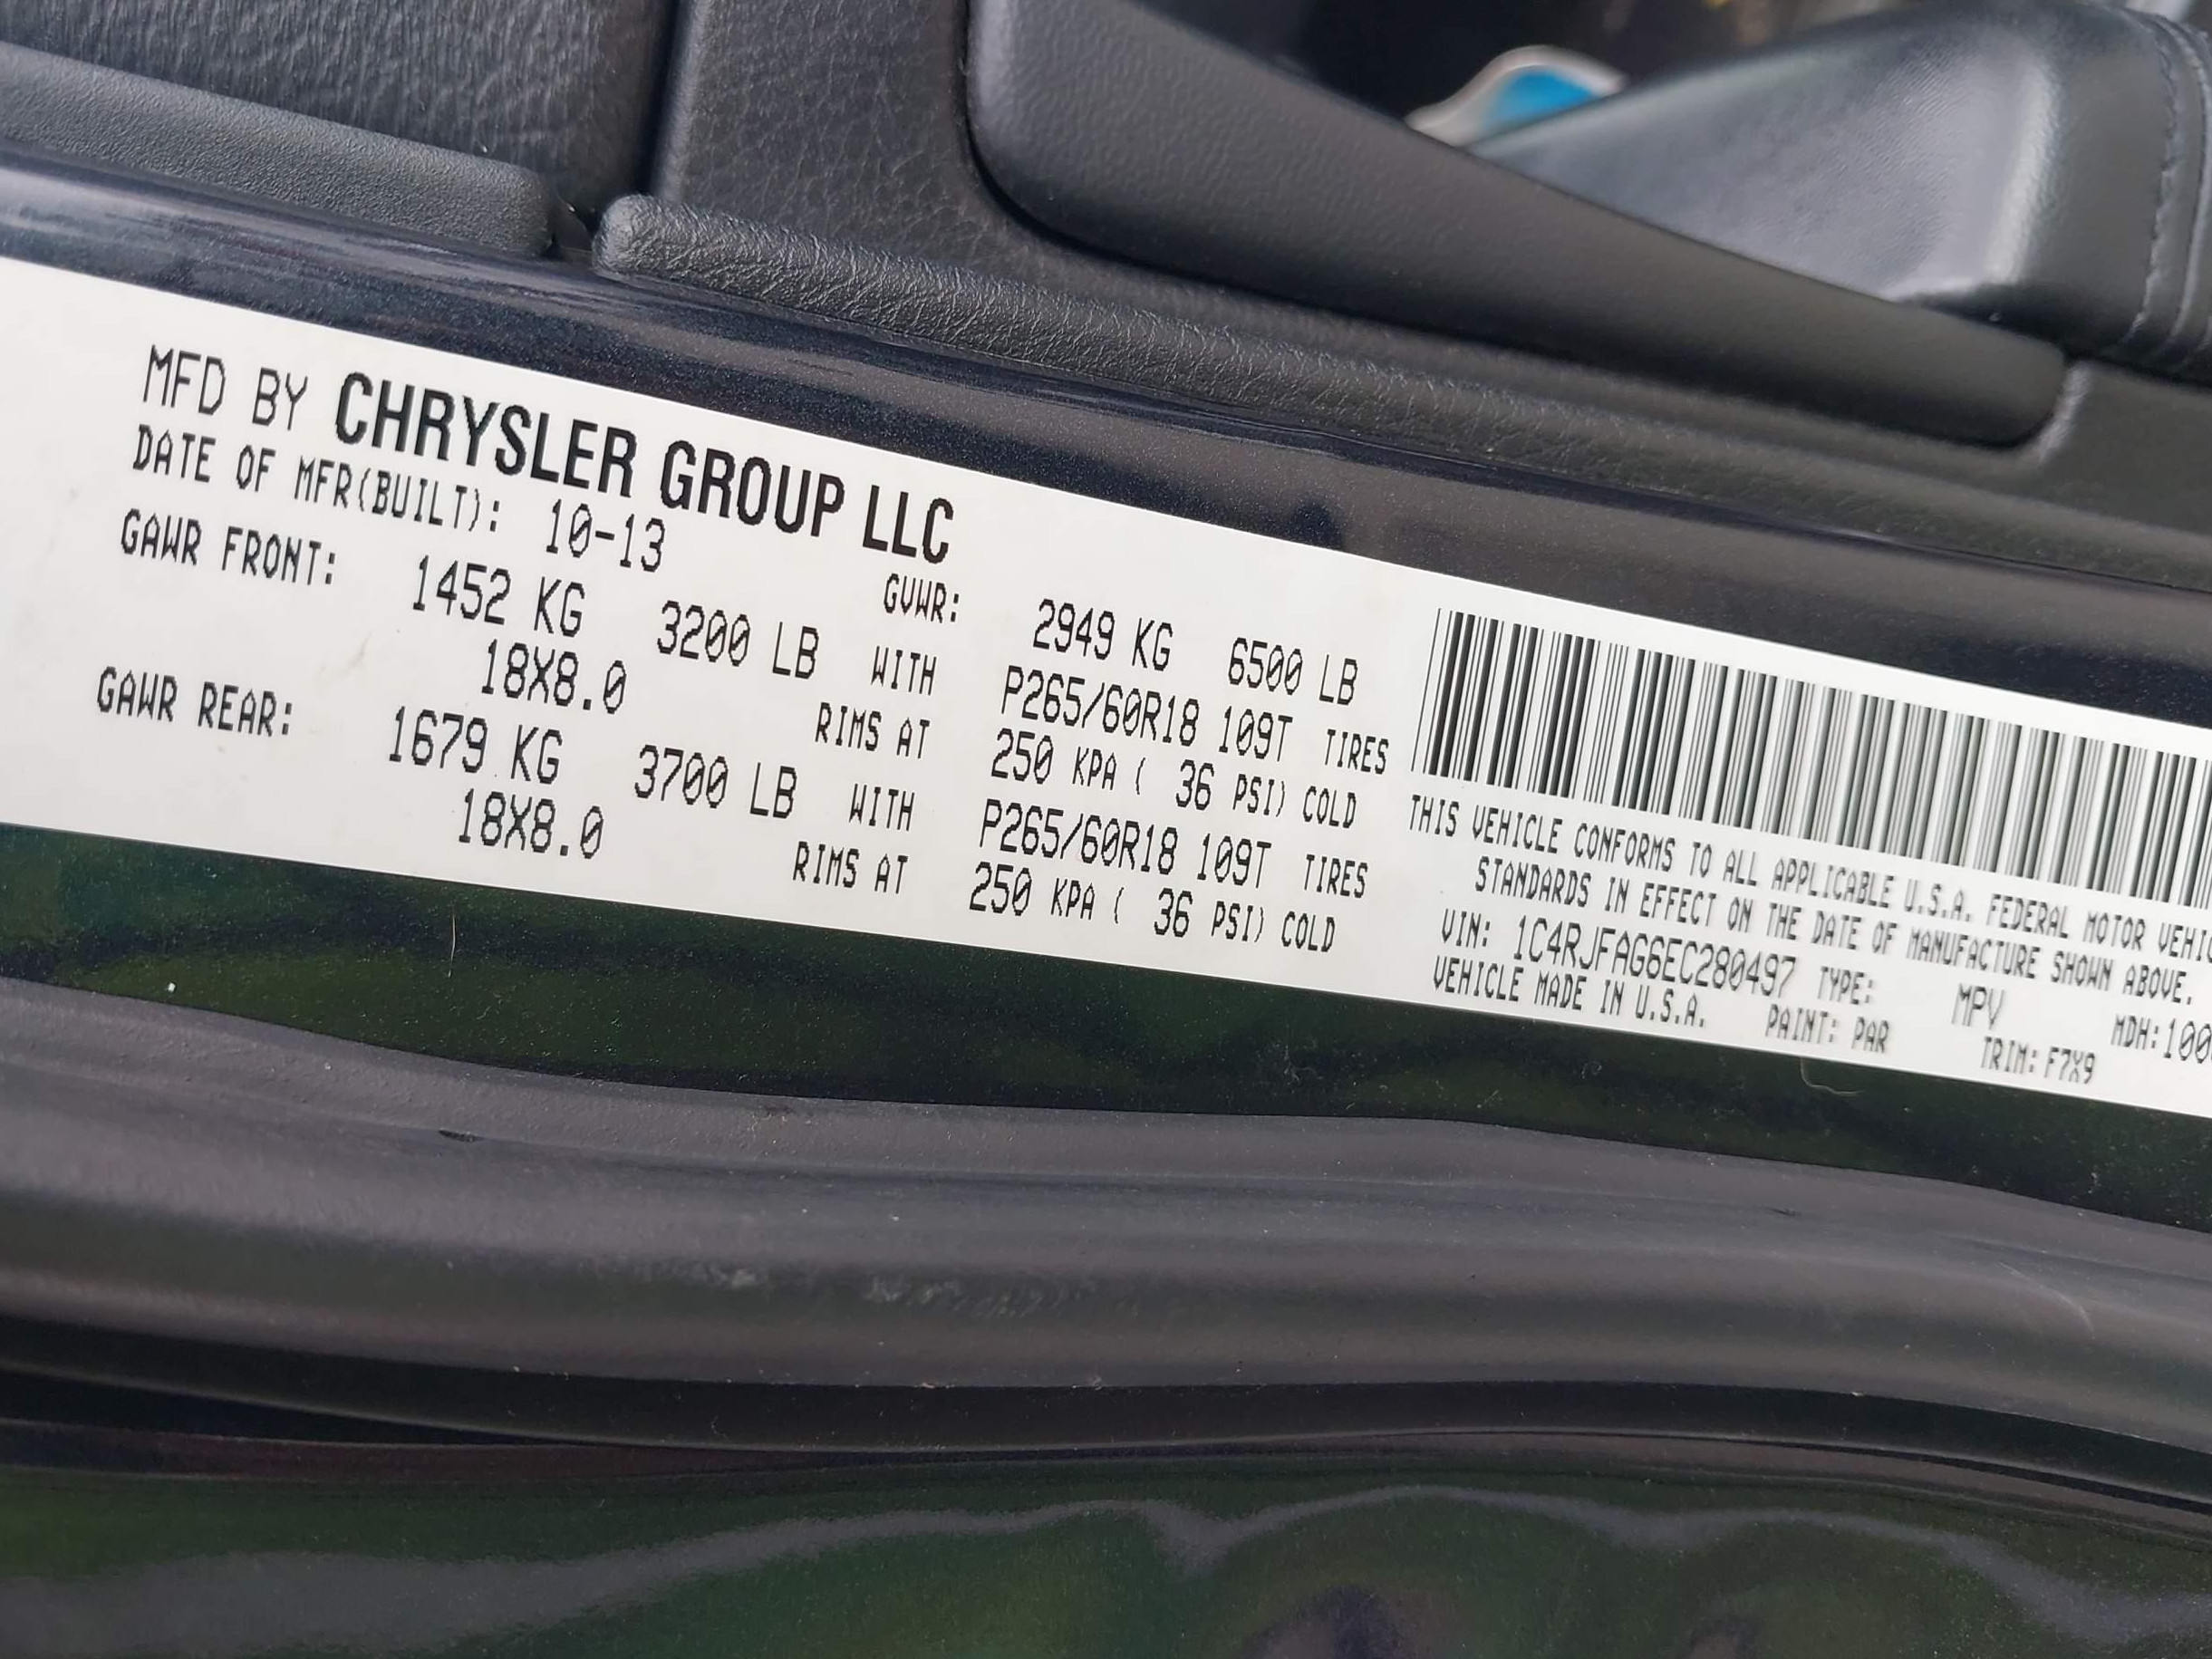 MFD BY CHRYSLER GROUP LLC
DATE OF MFR(BUILT): 10-13 GVWR: 2949 KG 6500 LB
GAWR FRONT: 1452 KG 3200 LB WITH P265/60R18 109T TIRES
18X8.0 RIMS AT 250 KPA ( 36 PSI) COLD
GAWR REAR: 1679 KG 3700 LB WITH P265/60R18 109T TIRES
18X8.0 RIMS AT 250 KPA ( 36 PSI) COLD
THIS VEHICLE CONFORMS TO ALL APPLICABLE U.S.A. FEDERAL MOTOR
STANDARDS IN EFFECT ON THE DATE OF MANUFACTURE SHOWN ABOVE.
VIN: 1C4RJFAG6EC280497 TYPE: MPV MDH:
VEHICLE MADE IN U.S.A. PAINT: PAR TRIM: F7X9